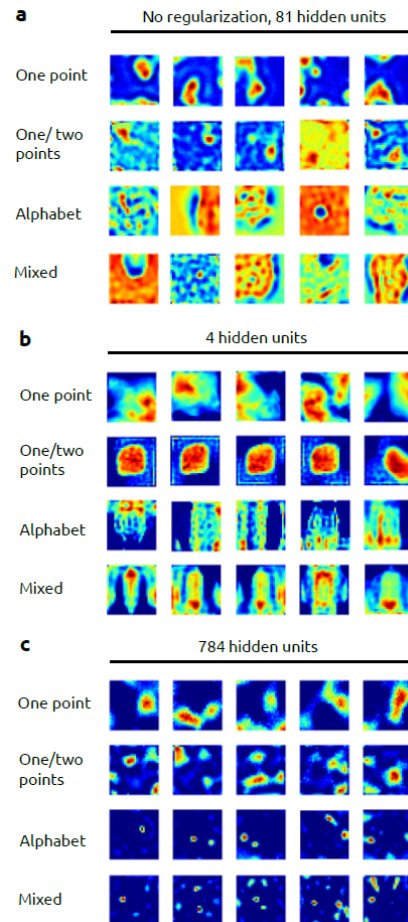 a
No regularization, 81 hidden units
One point
One/ two
points
Alphabet
Mixed
b
4 hidden units
One point
One/two
points
Alphabet
Mixed
c
784 hidden units
One point
One/two
points
Alphabet
Mixed